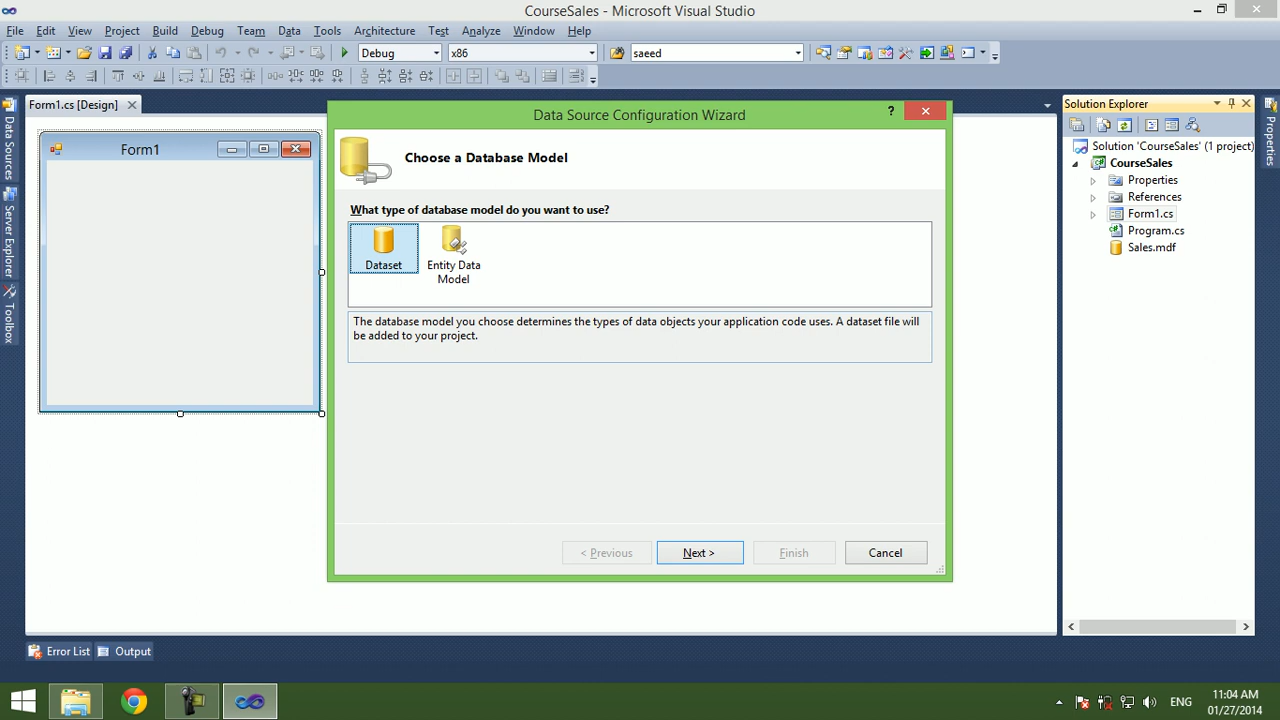 CourseSales - Microsoft Visual Studio
File Edit View Project Build Debug Team Data Tools Architecture Test Analyze Window Help
Debug x86 saeed
Form1.cs [Design]
Data Sources
Server Explorer
Toolbox
Form1
Data Source Configuration Wizard
?
Choose a Database Model
What type of database model do you want to use?
Dataset
Entity Data
Model
The database model you choose determines the types of data objects your application code uses. A dataset file will
be added to your project.
< Previous
Next >
Finish
Cancel
Solution Explorer
Solution 'CourseSales' (1 project)
CourseSales
Properties
References
Form1.cs
Program.cs
Sales.mdf
Properties
Error List
Output
ENG
11:04 AM
01/27/2014